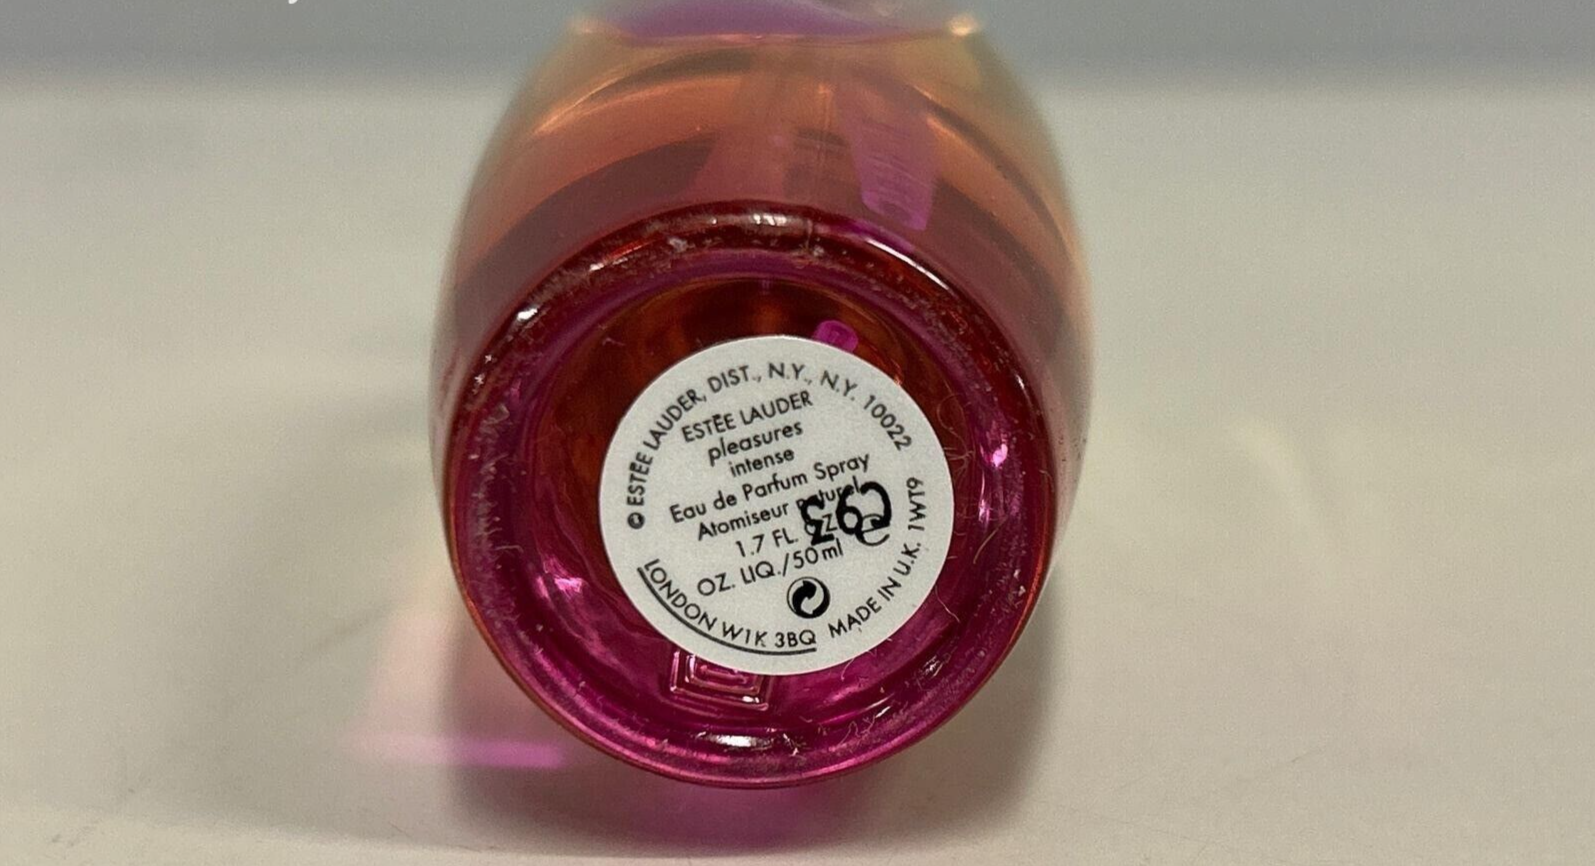 © ESTĒE LAUDER, DIST., N.Y., N.Y. 10022
ESTĒE LAUDER
pleasures
intense
Eau de Parfum Spray
Atomiseur naturel
1.7 FL. OZ
OZ. LIQ./50 ml
C93
LONDON W1K 3BQ
MADE IN U.K. 1WT9